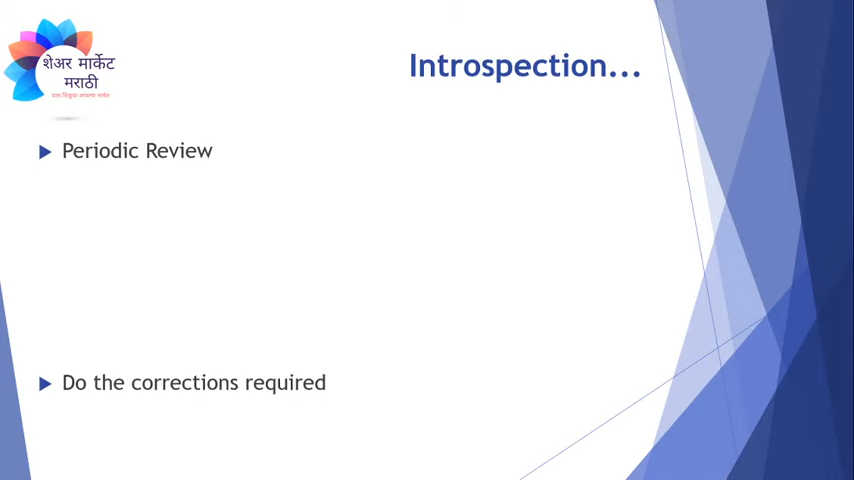 शेअर मार्केट
मराठी
Introspection...
Periodic Review
Do the corrections required